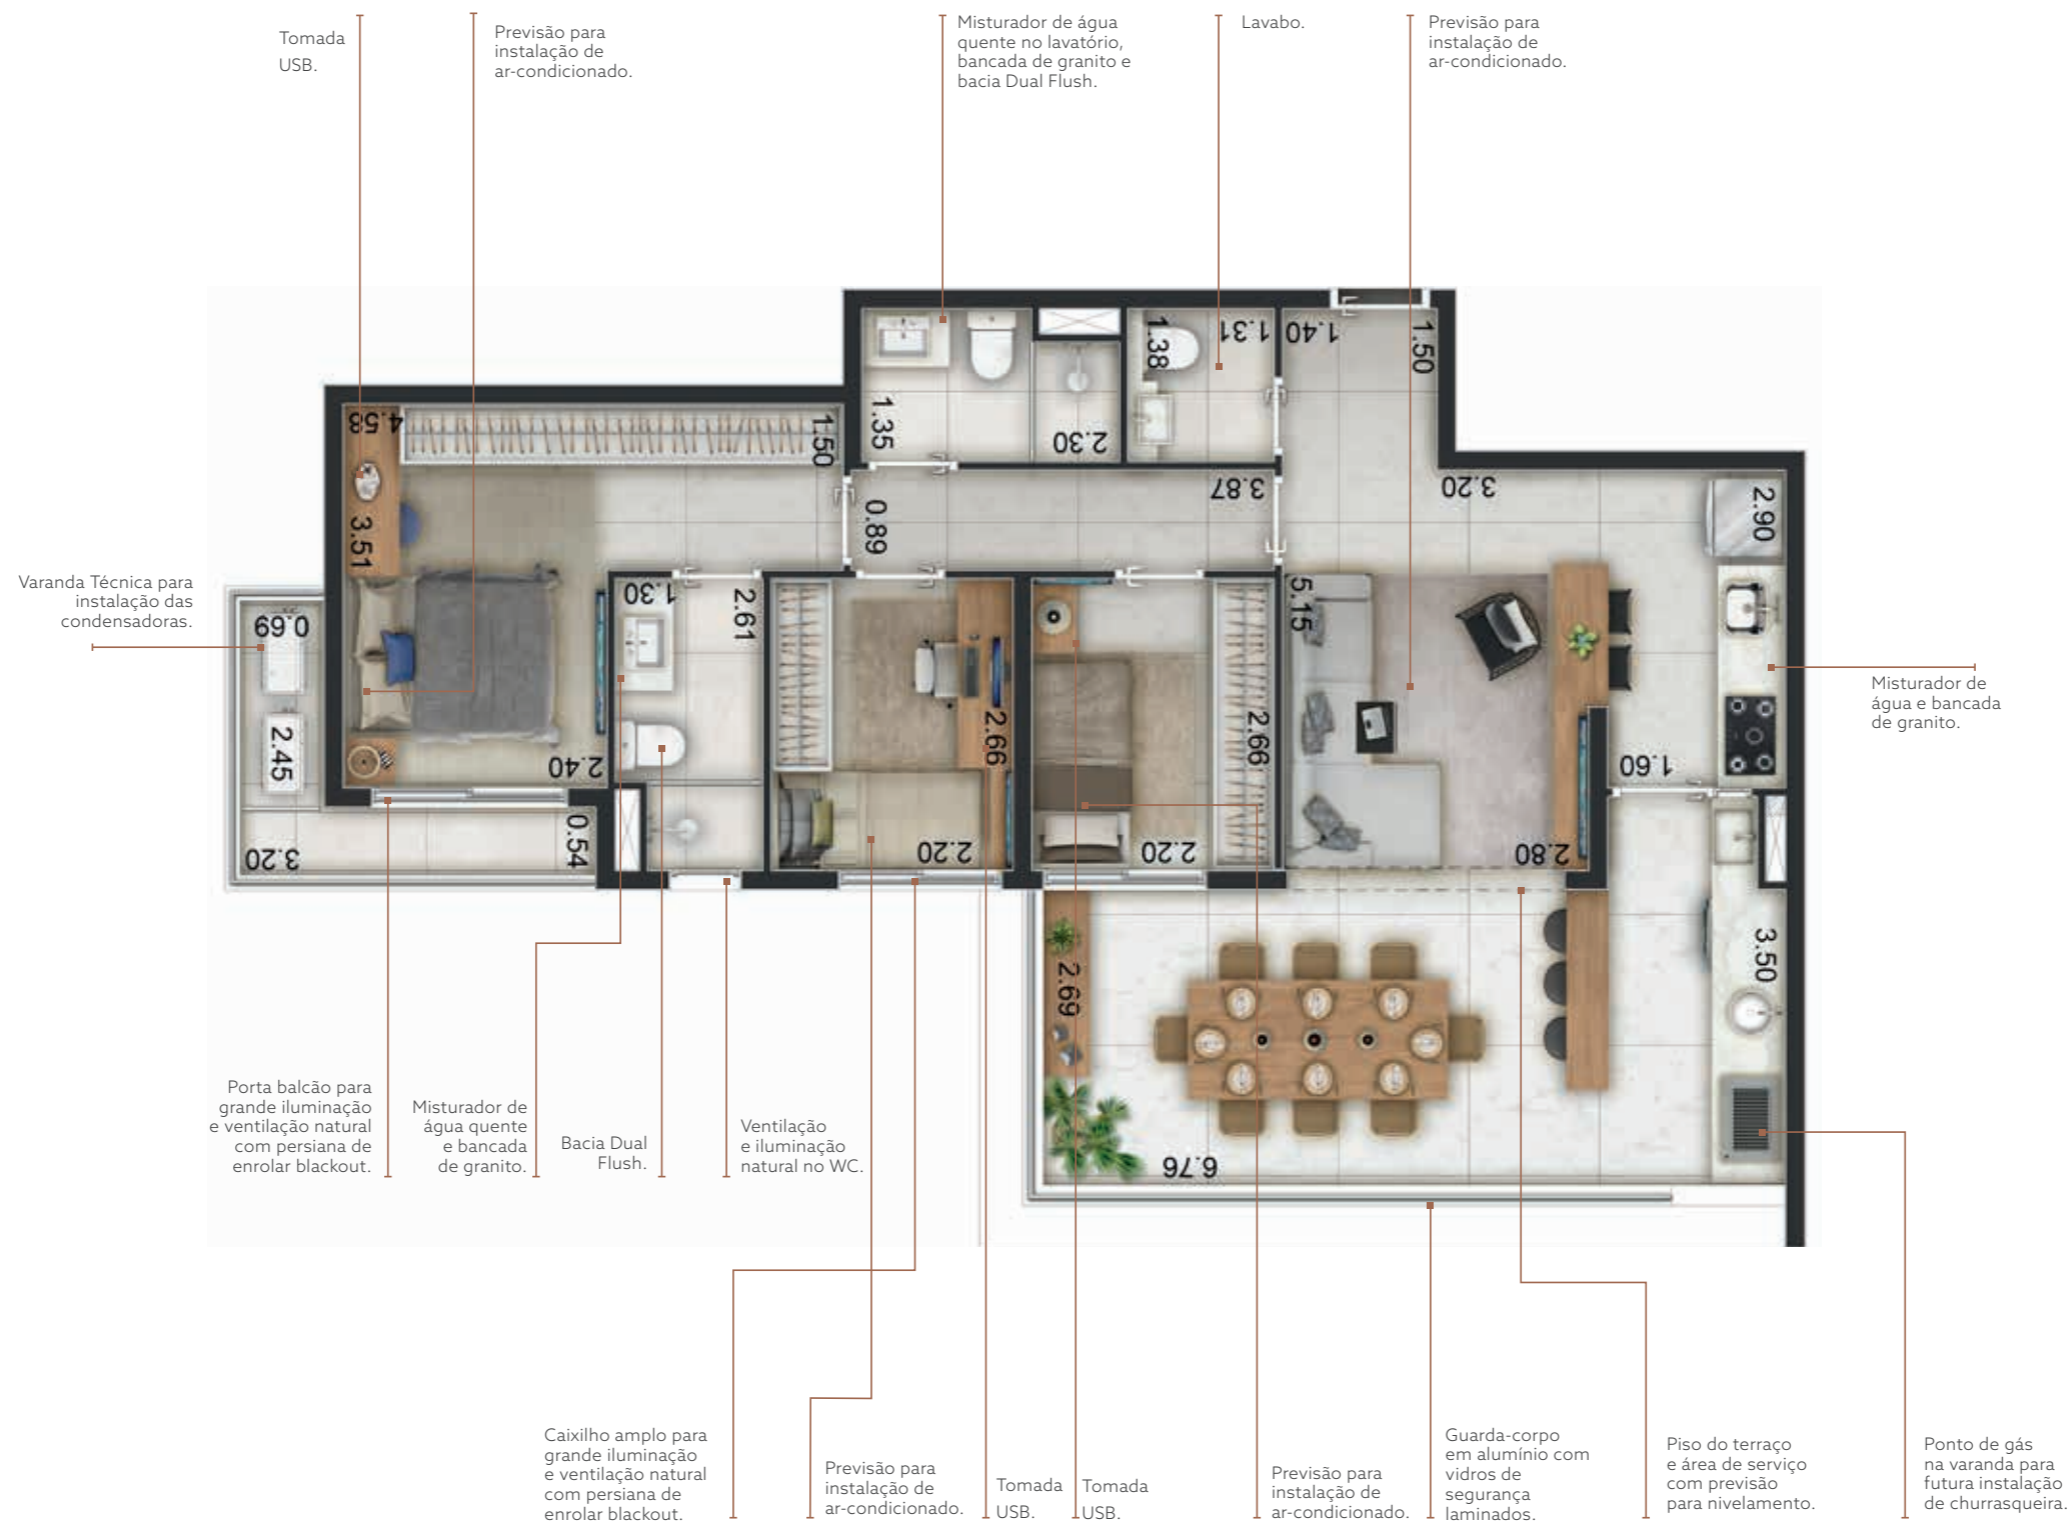 Tomada
USB.
Previsão para
instalação de
ar-condicionado.
Misturador de água
quente no lavatório,
bancada de granito e
bacia Dual Flush.
Lavabo.
Previsão para
instalação de
ar-condicionado.
1.38
1.31
1.40
1.50
4.58
1.50
1.35
2.30
3.51
0.89
3.87
3.20
2.90
Varanda Técnica para
instalação das
condensadoras.
0.69
1.30
2.61
5.15
2.45
2.40
2.66
2.66
1.60
Misturador de
água e bancada
de granito.
3.20
0.54
2.20
2.20
2.80
2.69
3.50
6.76
Porta balcão para
grande iluminação
e ventilação natural
com persiana de
enrolar blackout.
Misturador de
água quente
e bancada
de granito.
Bacia Dual
Flush.
Ventilação
e iluminação
natural no WC.
Caixilho amplo para
grande iluminação
e ventilação natural
com persiana de
enrolar blackout.
Previsão para
instalação de
ar-condicionado.
Tomada
USB.
Tomada
USB.
Previsão para
instalação de
ar-condicionado.
Guarda-corpo
em alumínio com
vidros de
segurança
laminados.
Piso do terraço
e área de serviço
com previsão
para nivelamento.
Ponto de gás
na varanda para
futura instalação
de churrasqueira.